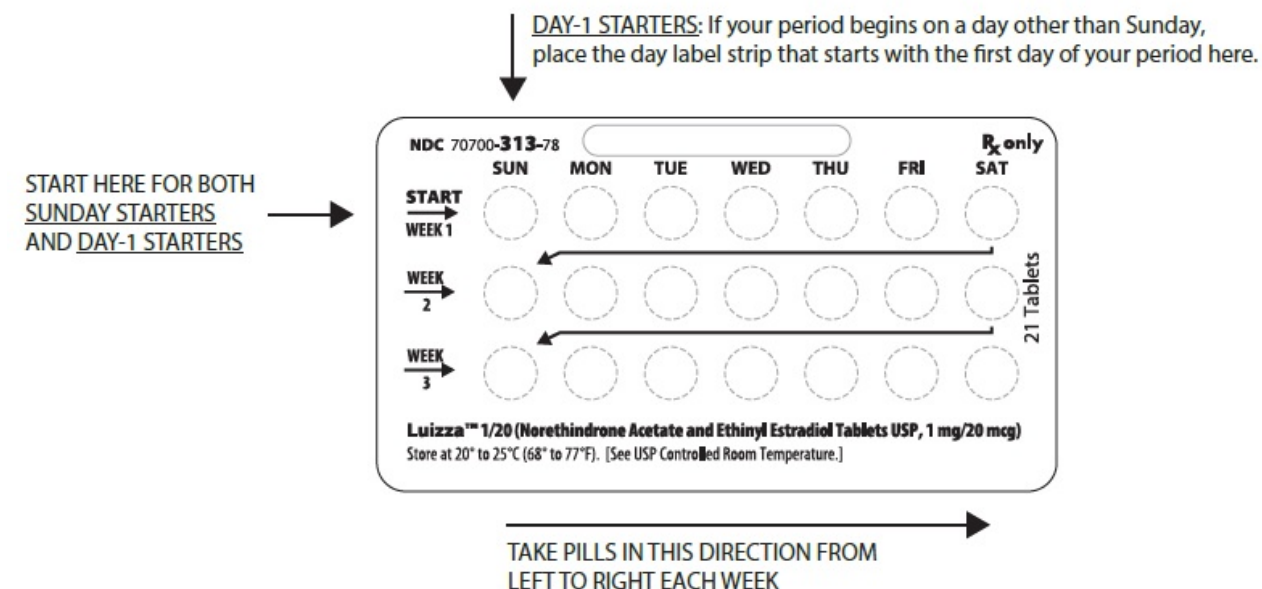 DAY-1 STARTERS: If your period begins on a day other than Sunday,
place the day label strip that starts with the first day of your period here.
NDC 70700-313-78
Rx only
SUN MON TUE WED THU FRI SAT
START HERE FOR BOTH
SUNDAY STARTERS
AND DAY-1 STARTERS
START
WEEK 1
WEEK
2
WEEK
3
21 Tablets
Luizza™ 1/20 (Norethindrone Acetate and Ethinyl Estradiol Tablets USP, 1 mg/20 mcg)
Store at 20° to 25°C (68° to 77°F). [See USP Controlled Room Temperature.]
TAKE PILLS IN THIS DIRECTION FROM
LEFT TO RIGHT EACH WEEK